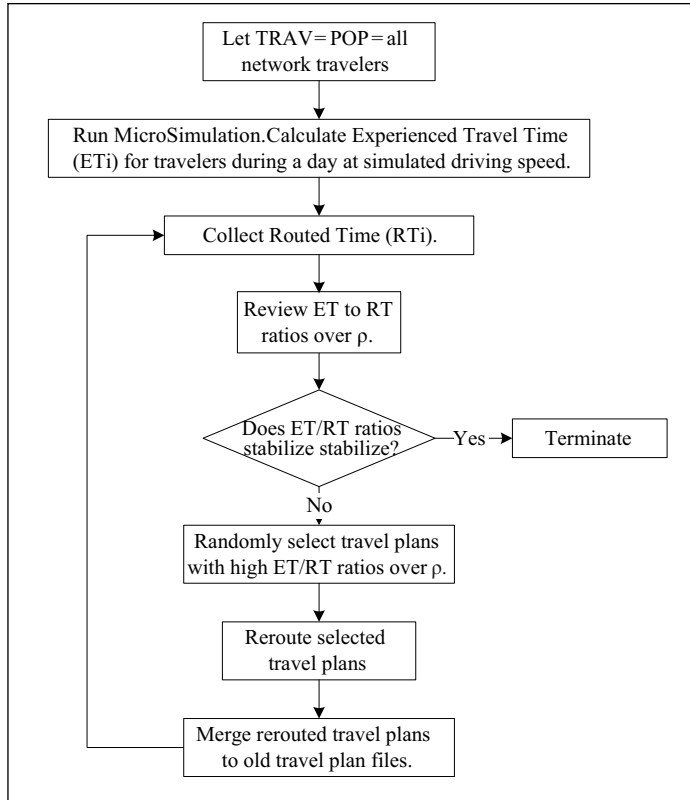 Let TRAV=POP=all
network travelers
Run MicroSimulation.Calculate Experienced Travel Time
(ETi) for travelers during a day at simulated driving speed.
Collect Routed Time (RTi).
Review ET to RT
ratios over ρ.
Does ET/RT ratios
stabilize stabilize?
Yes
Terminate
No
Randomly select travel plans
with high ET/RT ratios over ρ.
Reroute selected
travel plans
Merge rerouted travel plans
to old travel plan files.